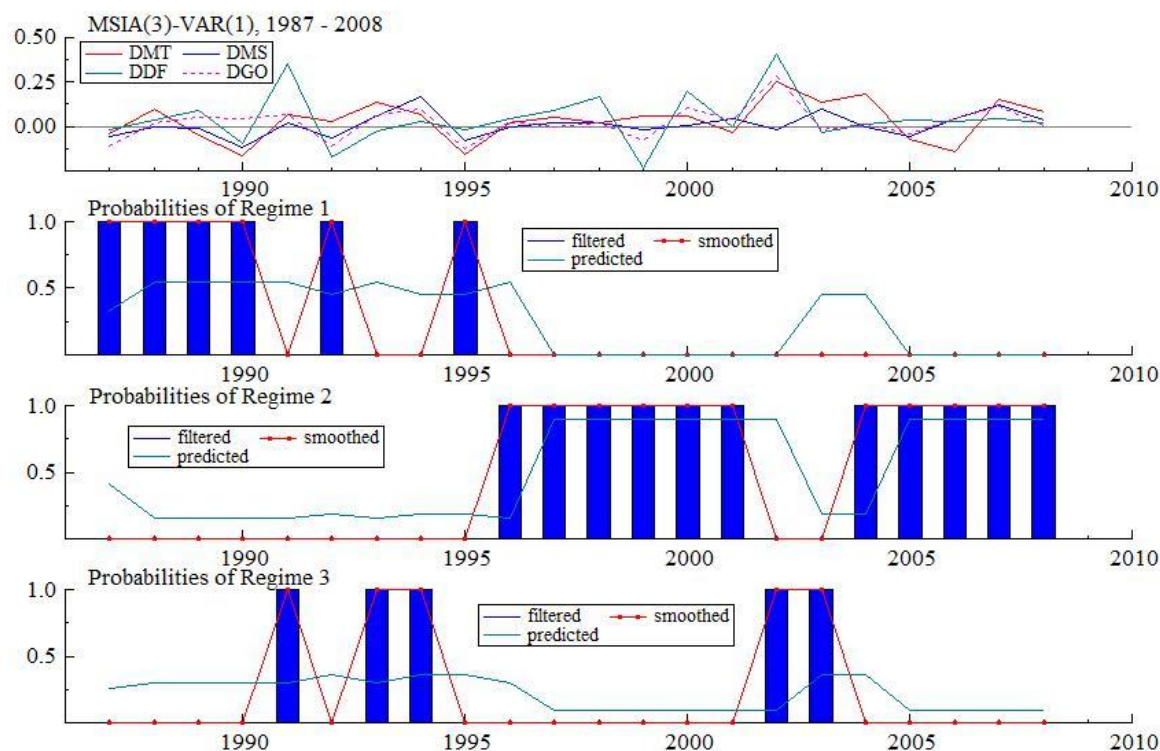 MSIA(3)-VAR(1), 1987 - 2008
0.50
0.25
0.00
DMT DMS
DDF DGO
1990 1995 2000 2005 2010
Probabilities of Regime 1
1.0
0.5
filtered smoothed
predicted
1990 1995 2000 2005 2010
Probabilities of Regime 2
1.0
0.5
filtered smoothed
predicted
1990 1995 2000 2005 2010
Probabilities of Regime 3
1.0
0.5
filtered smoothed
predicted
1990 1995 2000 2005 2010